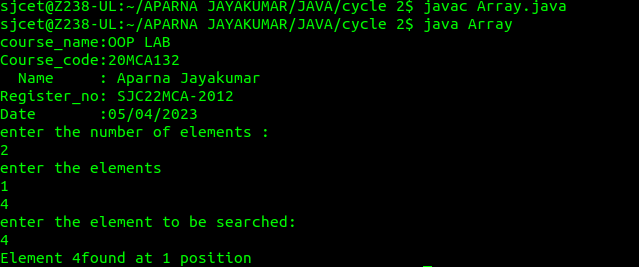 sjcet@Z238-UL:~/APARNA JAYAKUMAR/JAVA/cycle 2$ javac Array.java
sjcet@Z238-UL:~/APARNA JAYAKUMAR/JAVA/cycle 2$ java Array
course_name:OOP LAB
Course_code:20MCA132
  Name     : Aparna Jayakumar
Register_no: SJC22MCA-2012
Date       :05/04/2023
enter the number of elements :
2
enter the elements
1
4
enter the element to be searched:
4
Element 4found at 1 position